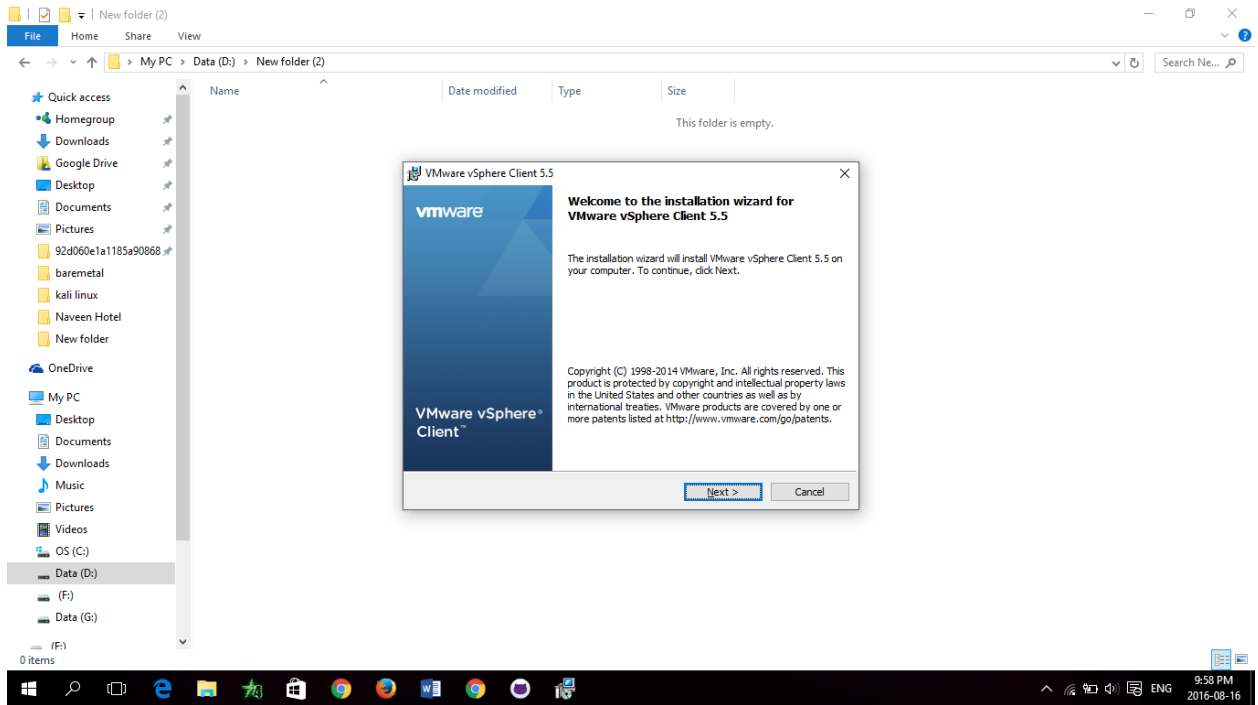 New folder (2)
File Home Share View
My PC > Data (D:) > New folder (2)
Search Ne...
Name Date modified Type Size
This folder is empty.
Quick access
Homegroup
Downloads
Google Drive
Desktop
Documents
Pictures
92d060e1a1185a90868
baremetal
kali linux
Naveen Hotel
New folder
OneDrive
My PC
Desktop
Documents
Downloads
Music
Pictures
Videos
OS (C:)
Data (D:)
(F:)
Data (G:)
(F:)
0 items
VMware vSphere Client 5.5
vmware
VMware vSphere®
Client™
Welcome to the installation wizard for
VMware vSphere Client 5.5
The installation wizard will install VMware vSphere Client 5.5 on
your computer. To continue, click Next.
Copyright (C) 1998-2014 VMware, Inc. All rights reserved. This
product is protected by copyright and intellectual property laws
in the United States and other countries as well as by
international treaties. VMware products are covered by one or
more patents listed at http://www.vmware.com/go/patents.
Next >
Cancel
ENG
9:58 PM
2016-08-16